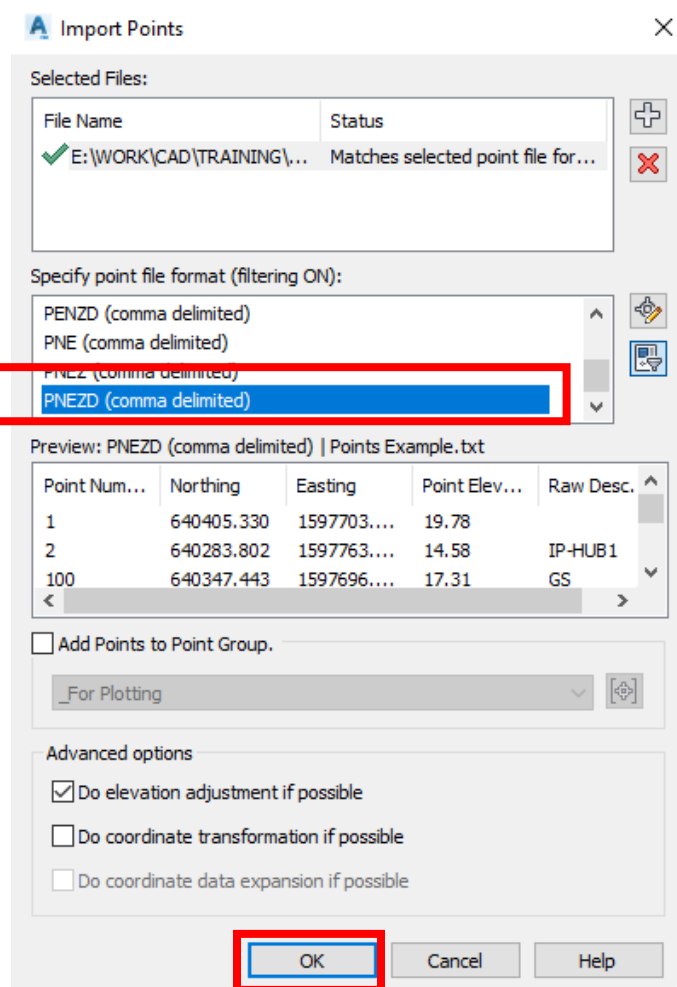 Import Points
Selected Files:
File Name Status
E:\WORK\CAD\TRAINING\... Matches selected point file for...
Specify point file format (filtering ON):
PENZD (comma delimited)
PNE (comma delimited)
PNEZ (comma delimited)
PNEZD (comma delimited)
Preview: PNEZD (comma delimited) | Points Example.txt
Point Num... Northing Easting Point Elev... Raw Desc.
1 640405.330 1597703.... 19.78
2 640283.802 1597763.... 14.58 IP-HUB1
100 640347.443 1597696.... 17.31 GS
Add Points to Point Group.
_For Plotting
Advanced options
Do elevation adjustment if possible
Do coordinate transformation if possible
Do coordinate data expansion if possible
OK Cancel Help